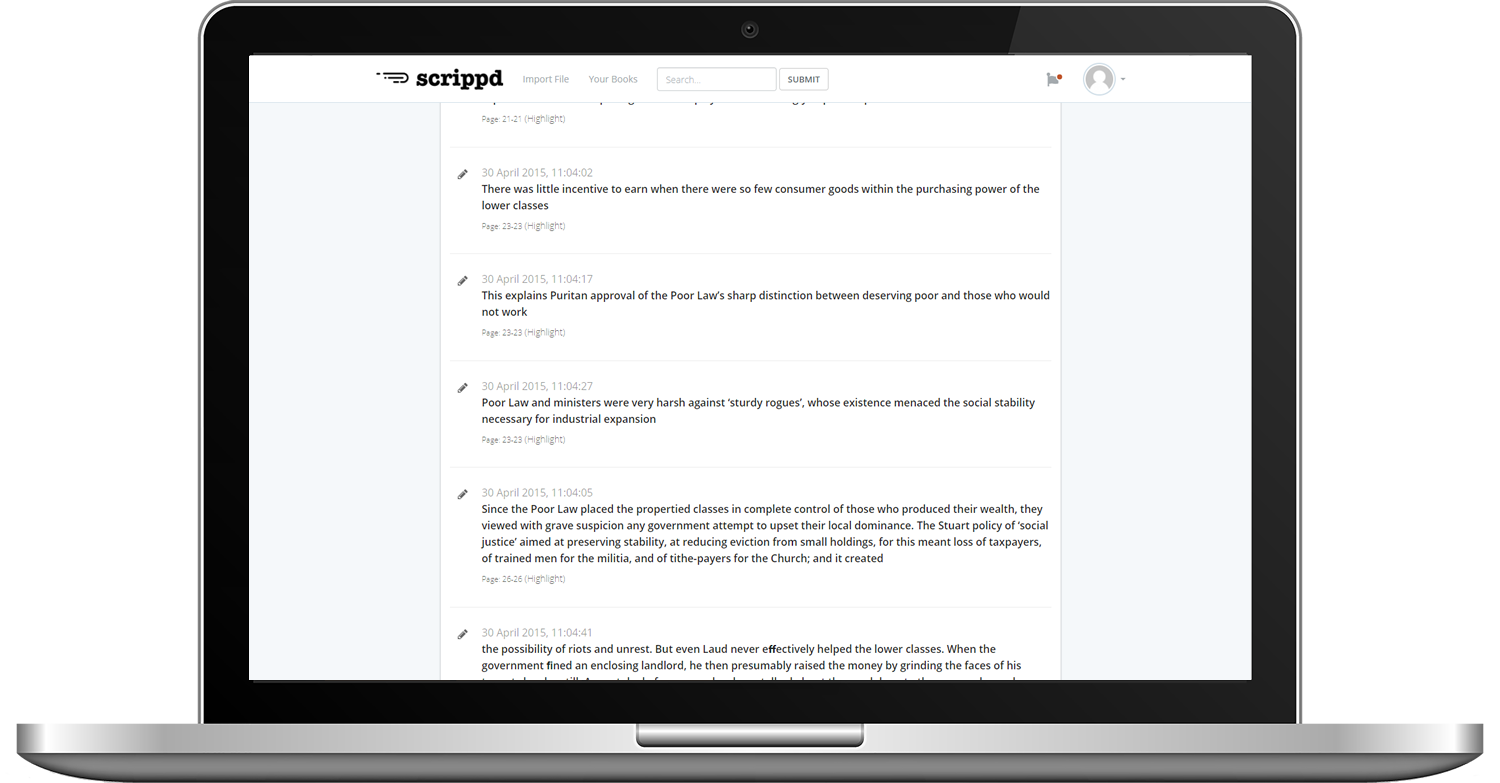 scrippd Import File Your Books Search... SUBMIT
Page: 21-21 (Highlight)
30 April 2015, 11:04:02
There was little incentive to earn when there were so few consumer goods within the purchasing power of the
lower classes
Page: 23-23 (Highlight)
30 April 2015, 11:04:17
This explains Puritan approval of the Poor Law’s sharp distinction between deserving poor and those who would
not work
Page: 23-23 (Highlight)
30 April 2015, 11:04:27
Poor Law and ministers were very harsh against ‘sturdy rogues’, whose existence menaced the social stability
necessary for industrial expansion
Page: 23-23 (Highlight)
30 April 2015, 11:04:05
Since the Poor Law placed the propertied classes in complete control of those who produced their wealth, they
viewed with grave suspicion any government attempt to upset their local dominance. The Stuart policy of ‘social
justice’ aimed at preserving stability, at reducing eviction from small holdings, for this meant loss of taxpayers,
of trained men for the militia, and of tithe-payers for the Church; and it created
Page: 26-26 (Highlight)
30 April 2015, 11:04:41
the possibility of riots and unrest. But even Laud never effectively helped the lower classes. When the
government fined an enclosing landlord, he then presumably raised the money by grinding the faces of his